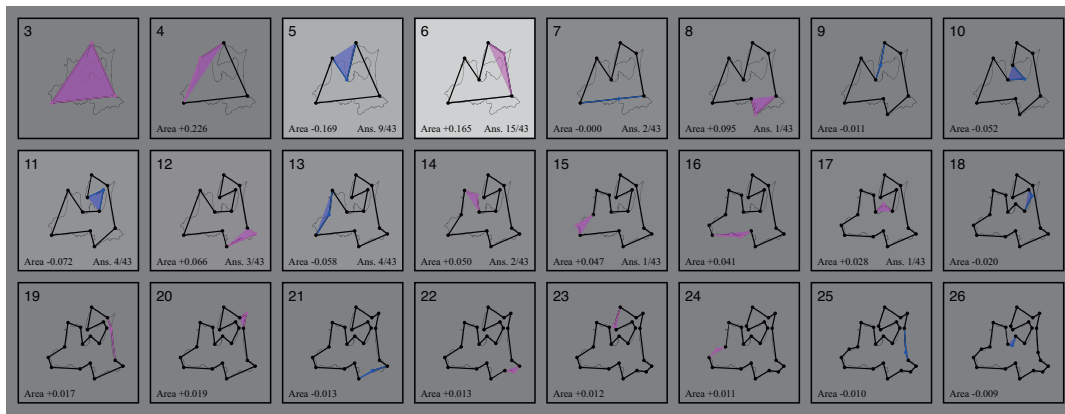 3
4
Area +0.226
5
Area -0.169 Ans. 9/43
6
Area +0.165 Ans. 15/43
7
Area -0.000 Ans. 2/43
8
Area +0.095 Ans. 1/43
9
Area -0.011
10
Area -0.052
11
Area -0.072 Ans. 4/43
12
Area +0.066 Ans. 3/43
13
Area -0.058 Ans. 4/43
14
Area +0.050 Ans. 2/43
15
Area +0.047 Ans. 1/43
16
Area +0.041
17
Area +0.028 Ans. 1/43
18
Area -0.020
19
Area +0.017
20
Area +0.019
21
Area -0.013
22
Area +0.013
23
Area +0.012
24
Area +0.011
25
Area -0.010
26
Area -0.009